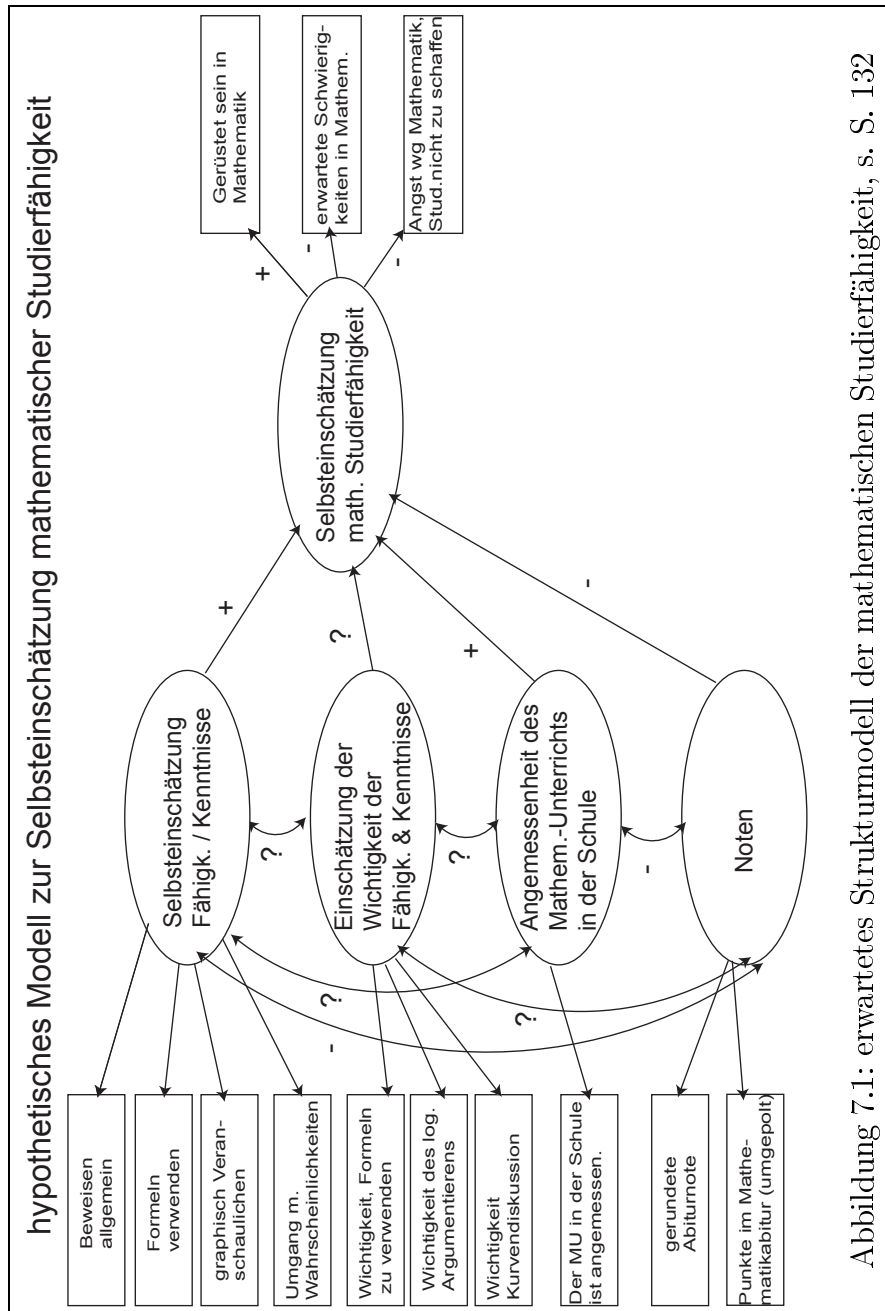 hypothetisches Modell zur Selbsteinschätzung mathematischer Studierfähigkeit
Beweisen
allgemein
Formeln
verwenden
graphisch Veran-
schaulichen
Umgang m.
Wahrscheinlichkeiten
Wichtigkeit, Formeln
zu verwenden
Wichtigkeit des log.
Argumentierens
Wichtigkeit
Kurvendiskussion
Der MU in der Schule
ist angemessen.
gerundete
Abiturnote
Punkte im Mathe-
matikabitur (umgepolt)
-
?
?
Selbsteinschätzung
Fähigk. / Kenntnisse
?
Einschätzung der
Wichtigkeit der
Fähigk. & Kenntnisse
?
Angemessenheit des
Mathem.-Unterrichts
in der Schule
-
Noten
+
?
+
-
Selbsteinschätzung
math. Studierfähigkeit
+
-
-
Gerüstet sein in
Mathematik
erwartete Schwierig-
keiten in Mathem.
Angst wg Mathematik,
Stud.nicht zu schaffen
Abbildung 7.1: erwartetes Strukturmodell der mathematischen Studierfähigkeit, s. S. 132